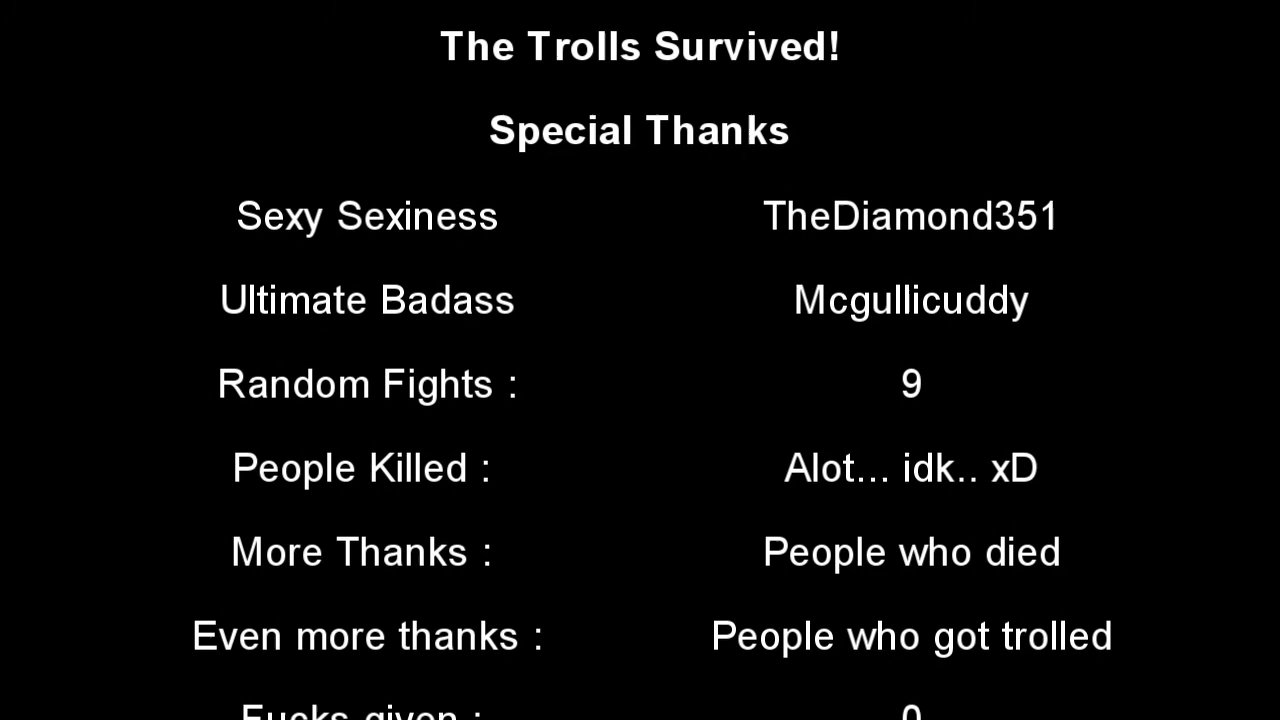 The Trolls Survived!
Special Thanks
Sexy Sexiness TheDiamond351
Ultimate Badass Mcgullicuddy
Random Fights : 9
People Killed : Alot... idk.. xD
More Thanks : People who died
Even more thanks : People who got trolled
Fucks given : 0